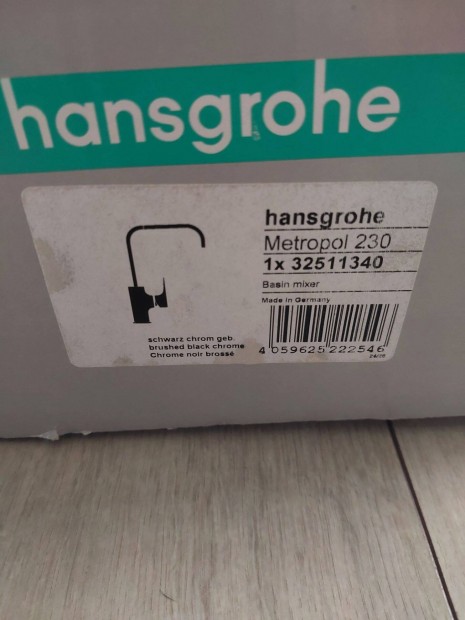 hansgrohe
hansgrohe
Metropol 230
1x 32511340
Basin mixer
Made in Germany
schwarz chrom geb.
brushed black chrome
Chrome noir brossé
4 059625 222546